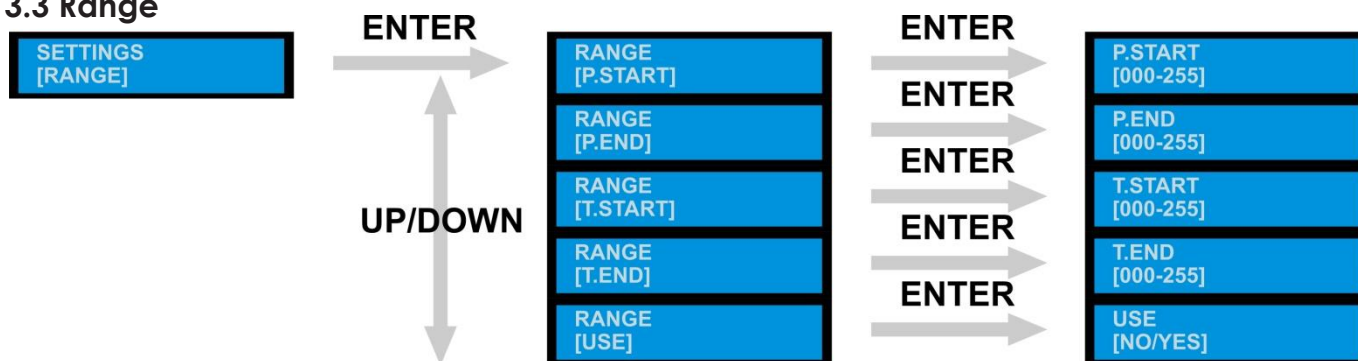 3.3 Range
SETTINGS
[RANGE]
ENTER
UP/DOWN
RANGE
[P.START]
RANGE
[P.END]
RANGE
[T.START]
RANGE
[T.END]
RANGE
[USE]
ENTER
ENTER
ENTER
ENTER
ENTER
P.START
[000-255]
P.END
[000-255]
T.START
[000-255]
T.END
[000-255]
USE
[NO/YES]